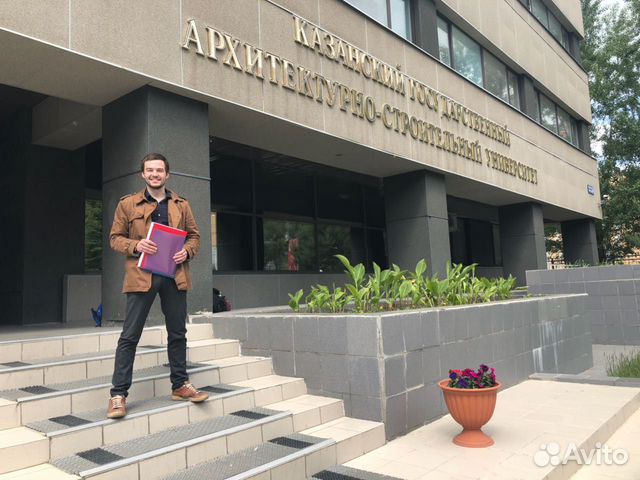 КАЗАНСКИЙ ГОСУДАРСТВЕННЫЙ
АРХИТЕКТУРНО-СТРОИТЕЛЬНЫЙ УНИВЕРСИТЕТ
Avito